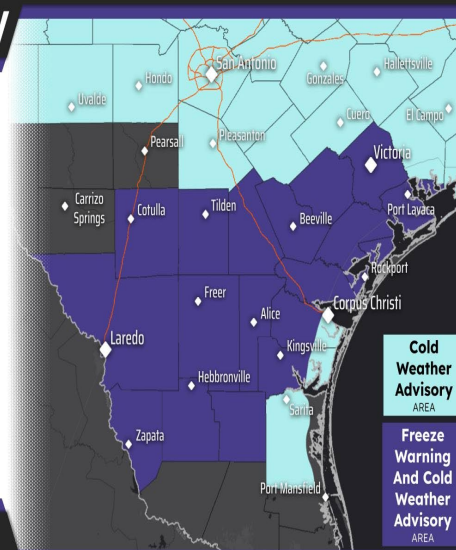 San Antonio
Hondo
Gonzales
Hallettsville
Uvalde
Cuero
El Campo
Pearsall
Pleasanton
Victoria
Carrizo
Springs
Cotulla
Tilden
Beeville
Port Lavaca
Rockport
Freer
Alice
Corpus Christi
Laredo
Kingsville
Hebbronville
Sarita
Zapata
Port Mansfield
Cold
Weather
Advisory
AREA
Freeze
Warning
And Cold
Weather
Advisory
AREA